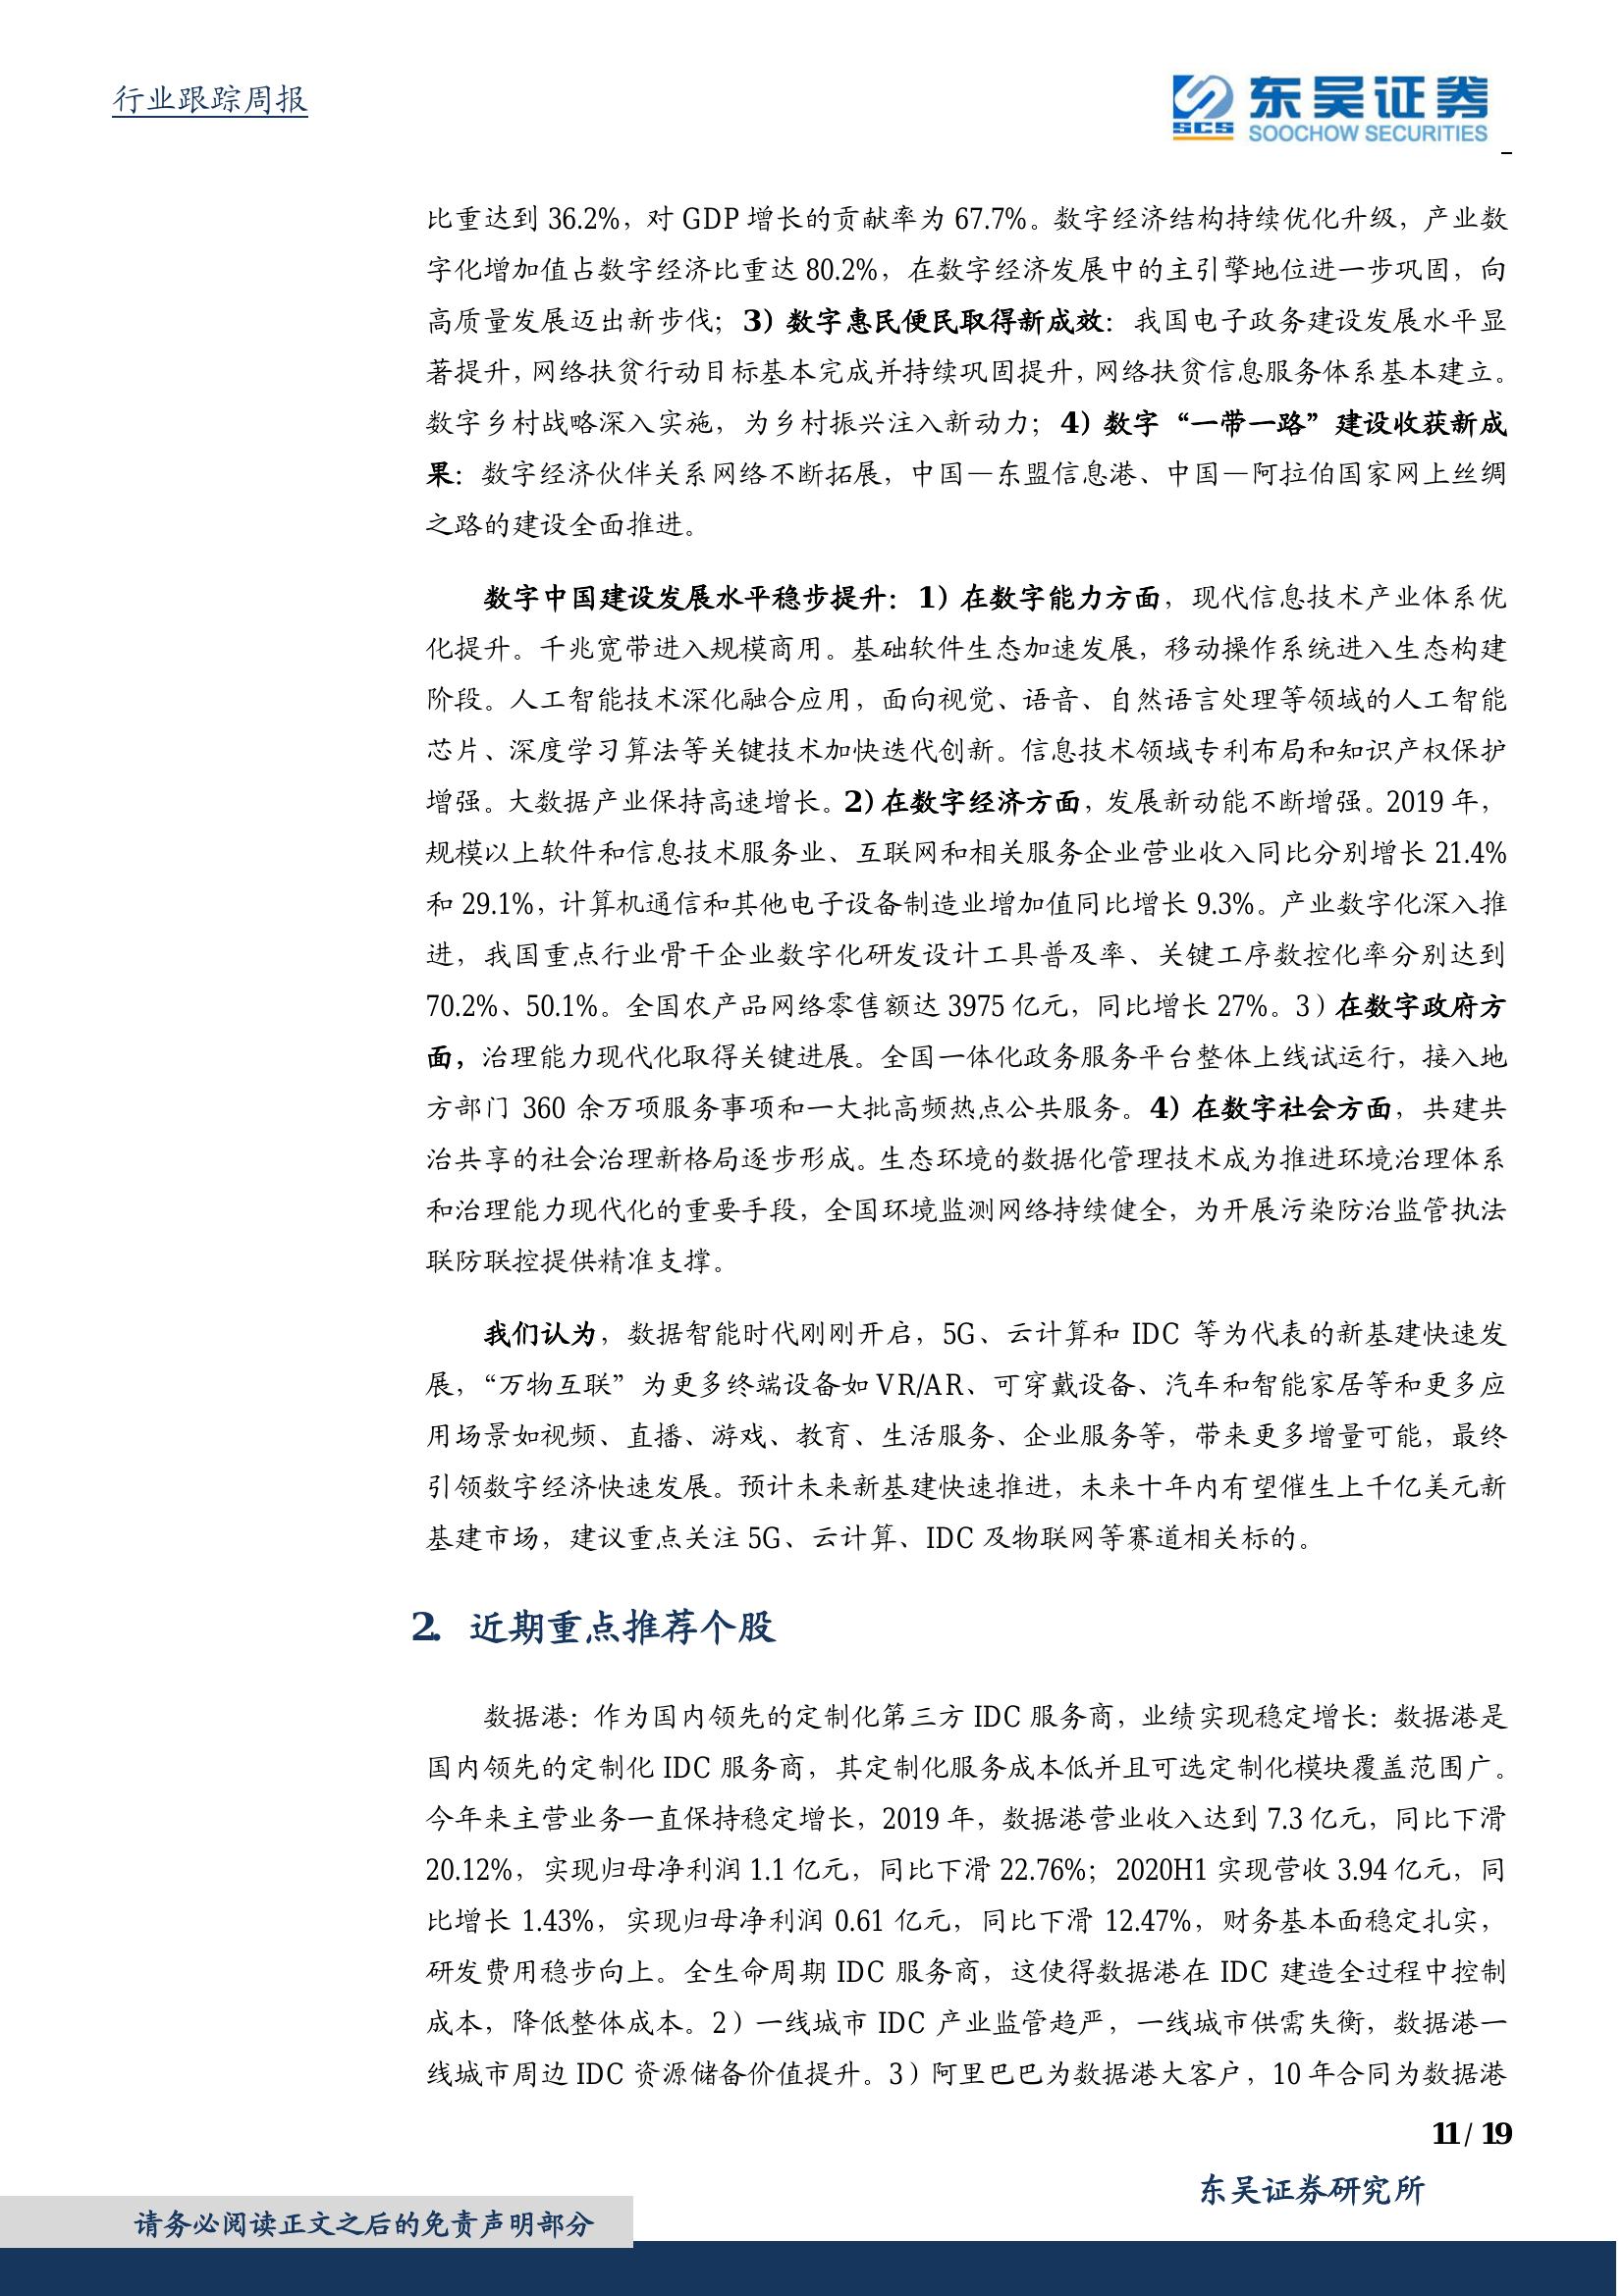 行业跟踪周报
东吴证券
SCS
SOOCHOW SECURITIES
比重达到 36.2%，对 GDP 增长的贡献率为 67.7%。数字经济结构持续优化升级，产业数
字化增加值占数字经济比重达 80.2%，在数字经济发展中的主引擎地位进一步巩固，向
高质量发展迈出新步伐；3）数字惠民便民取得新成效：我国电子政务建设发展水平显
著提升，网络扶贫行动目标基本完成并持续巩固提升，网络扶贫信息服务体系基本建立。
数字乡村战略深入实施，为乡村振兴注入新动力；4）数字“一带一路”建设收获新成
果：数字经济伙伴关系网络不断拓展，中国—东盟信息港、中国—阿拉伯国家网上丝绸
之路的建设全面推进。
数字中国建设发展水平稳步提升：1）在数字能力方面，现代信息技术产业体系优
化提升。千兆宽带进入规模商用。基础软件生态加速发展，移动操作系统进入生态构建
阶段。人工智能技术深化融合应用，面向视觉、语音、自然语言处理等领域的人工智能
芯片、深度学习算法等关键技术加快迭代创新。信息技术领域专利布局和知识产权保护
增强。大数据产业保持高速增长。2）在数字经济方面，发展新动能不断增强。2019 年，
规模以上软件和信息技术服务业、互联网和相关服务企业营业收入同比分别增长 21.4%
和 29.1%，计算机通信和其他电子设备制造业增加值同比增长 9.3%。产业数字化深入推
进，我国重点行业骨干企业数字化研发设计工具普及率、关键工序数控化率分别达到
70.2%、50.1%。全国农产品网络零售额达 3975 亿元，同比增长 27%。3）在数字政府方
面，治理能力现代化取得关键进展。全国一体化政务服务平台整体上线试运行，接入地
方部门 360 余万项服务事项和一大批高频热点公共服务。4）在数字社会方面，共建共
治共享的社会治理新格局逐步形成。生态环境的数据化管理技术成为推进环境治理体系
和治理能力现代化的重要手段，全国环境监测网络持续健全，为开展污染防治监管执法
联防联控提供精准支撑。
我们认为，数据智能时代刚刚开启，5G、云计算和 IDC 等为代表的新基建快速发
展，“万物互联”为更多终端设备如 VR/AR、可穿戴设备、汽车和智能家居等和更多应
用场景如视频、直播、游戏、教育、生活服务、企业服务等，带来更多增量可能，最终
引领数字经济快速发展。预计未来新基建快速推进，未来十年内有望催生上千亿美元新
基建市场，建议重点关注 5G、云计算、IDC 及物联网等赛道相关标的。
2. 近期重点推荐个股
数据港：作为国内领先的定制化第三方 IDC 服务商，业绩实现稳定增长：数据港是
国内领先的定制化 IDC 服务商，其定制化服务成本低并且可选定制化模块覆盖范围广。
今年来主营业务一直保持稳定增长，2019 年，数据港营业收入达到 7.3 亿元，同比下滑
20.12%，实现归母净利润 1.1 亿元，同比下滑 22.76%；2020H1 实现营收 3.94 亿元，同
比增长 1.43%，实现归母净利润 0.61 亿元，同比下滑 12.47%，财务基本面稳定扎实，
研发费用稳步向上。全生命周期 IDC 服务商，这使得数据港在 IDC 建造全过程中控制
成本，降低整体成本。2）一线城市 IDC 产业监管趋严，一线城市供需失衡，数据港一
线城市周边 IDC 资源储备价值提升。3）阿里巴巴为数据港大客户，10 年合同为数据港
11 / 19
东吴证券研究所
请务必阅读正文之后的免责声明部分